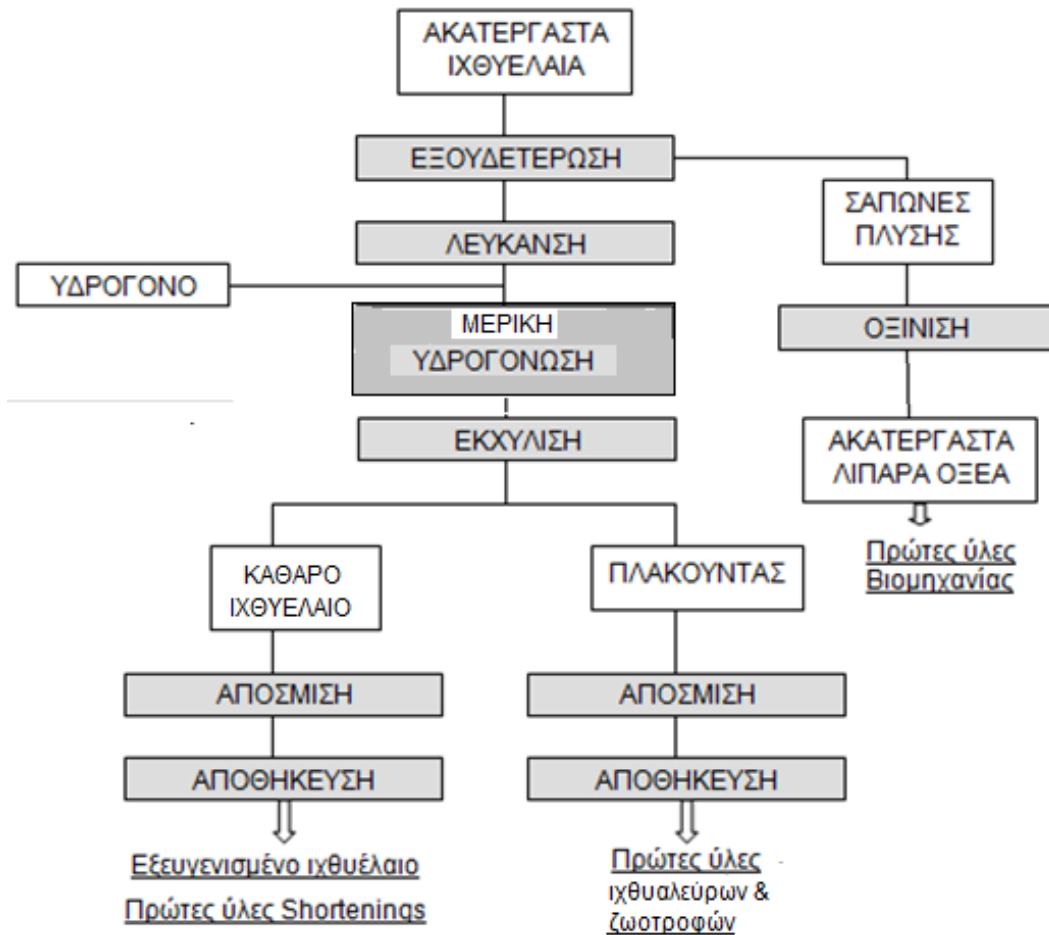 ΑΚΑΤΕΡΓΑΣΤΑ
ΙΧΘΥΕΛΑΙΑ
ΕΞΟΥΔΕΤΕΡΩΣΗ
ΣΑΠΩΝΕΣ
ΠΛΥΣΗΣ
ΛΕΥΚΑΝΣΗ
ΥΔΡΟΓΟΝΟ
ΜΕΡΙΚΗ
ΥΔΡΟΓΟΝΩΣΗ
ΟΞΙΝΙΣΗ
ΕΚΧΥΛΙΣΗ
ΑΚΑΤΕΡΓΑΣΤΑ
ΛΙΠΑΡΑ ΟΞΕΑ
Πρώτες ύλες
Βιομηχανίας
ΚΑΘΑΡΟ
ΙΧΘΥΕΛΑΙΟ
ΠΛΑΚΟΥΝΤΑΣ
ΑΠΟΣΜΙΣΗ
ΑΠΟΣΜΙΣΗ
ΑΠΟΘΗΚΕΥΣΗ
ΑΠΟΘΗΚΕΥΣΗ
Εξευγενισμένο ιχθυέλαιο
Πρώτες ύλες Shortenings
Πρώτες ύλες
ιχθυαλεύρων &
ζωοτροφών